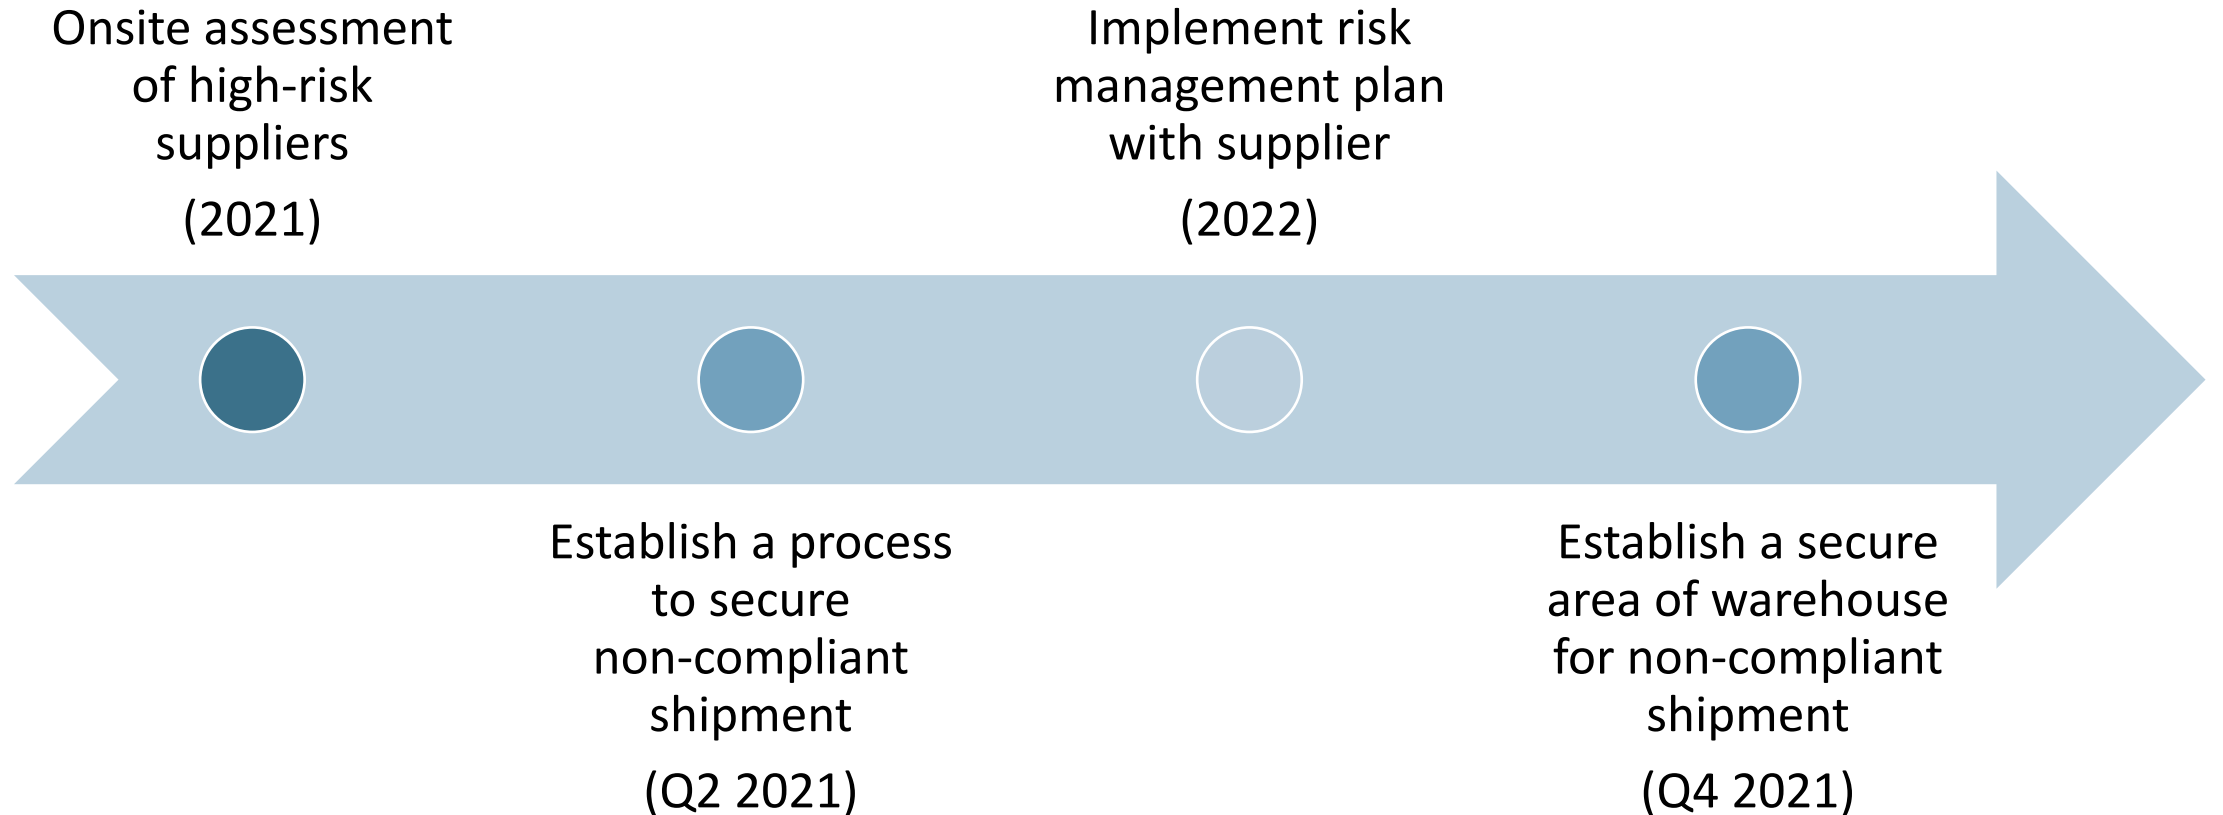 Onsite assessment
of high-risk
suppliers
(2021)
Establish a process
to secure
non-compliant
shipment
(Q2 2021)
Implement risk
management plan
with supplier
(2022)
Establish a secure
area of warehouse
for non-compliant
shipment
(Q4 2021)